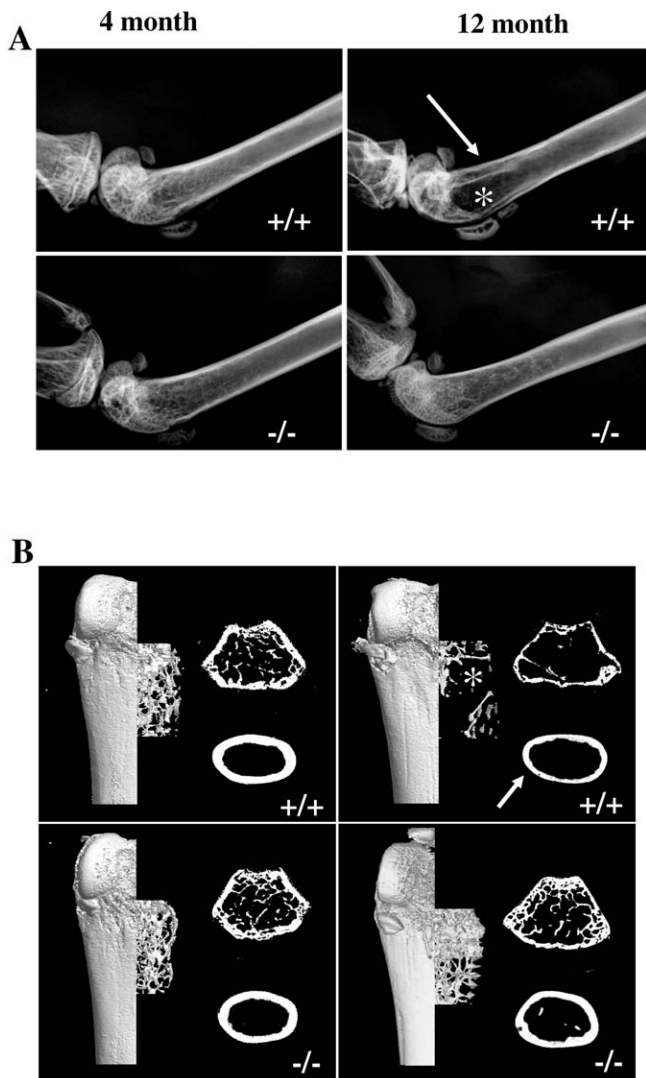 4 month 12 month
A
+/+ * +/+
-/- -/-
B
*
+/+ +/+
-/- -/-